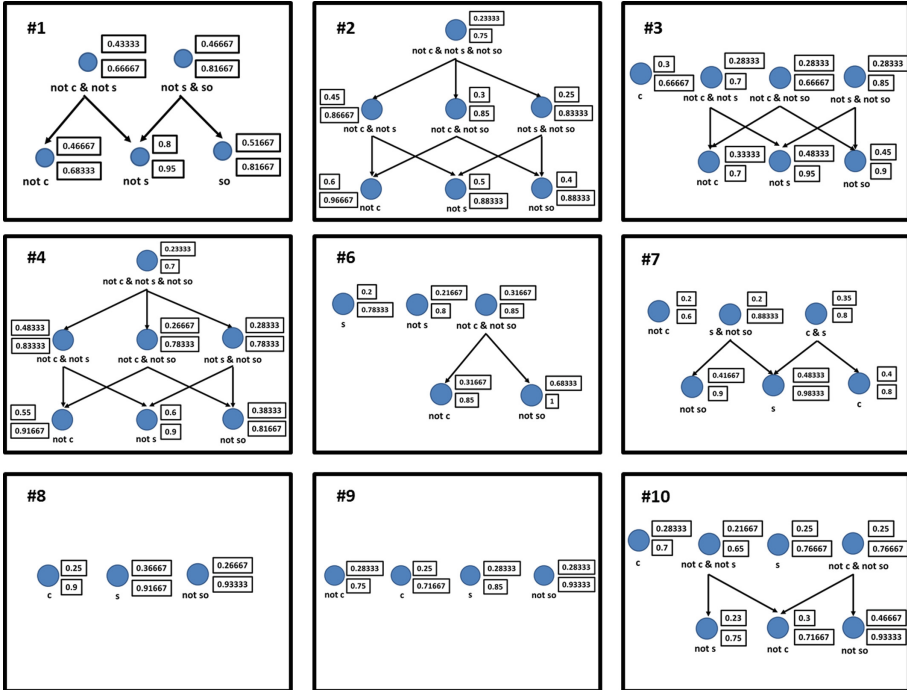 #1
0.43333
0.66667
not c & not s
0.46667
0.81667
not s & so
0.46667
0.68333
not c
0.8
0.95
not s
0.51667
0.81667
so
#2
0.23333
0.75
not c & not s & not so
0.45
0.86667
not c & not s
0.3
0.85
not c & not so
0.25
0.83333
not s & not so
0.6
0.96667
not c
0.5
0.88333
not s
0.4
0.88333
not so
#3
0.3
0.66667
c
0.28333
0.7
not c & not s
0.28333
0.66667
not c & not so
0.28333
0.85
not s & not so
0.33333
0.7
not c
0.48333
0.95
not s
0.45
0.9
not so
#4
0.23333
0.7
not c & not s & not so
0.48333
0.83333
not c & not s
0.26667
0.78333
not c & not so
0.28333
0.78333
not s & not so
0.55
0.91667
not c
0.6
0.9
not s
0.38333
0.81667
not so
#6
0.2
0.78333
s
0.21667
0.8
not s
0.31667
0.85
not c & not so
0.31667
0.85
not c
0.68333
1
not so
#7
0.2
0.6
not c
0.2
0.88333
s & not so
0.35
0.8
c & s
0.41667
0.9
not so
0.48333
0.98333
s
0.4
0.8
c
#8
0.25
0.9
c
0.36667
0.91667
s
0.26667
0.93333
not so
#9
0.28333
0.75
not c
0.25
0.71667
c
0.28333
0.85
s
0.28333
0.93333
not so
#10
0.28333
0.7
c
0.21667
0.65
not c & not s
0.25
0.76667
s
0.25
0.76667
not c & not so
0.23
0.75
not s
0.3
0.71667
not c
0.46667
0.93333
not so